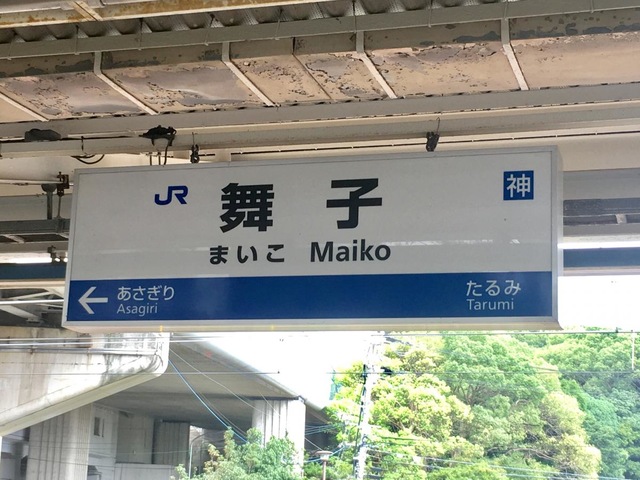 JR 舞子 神
まいこ Maiko
← あさぎり たるみ
Asagiri Tarumi